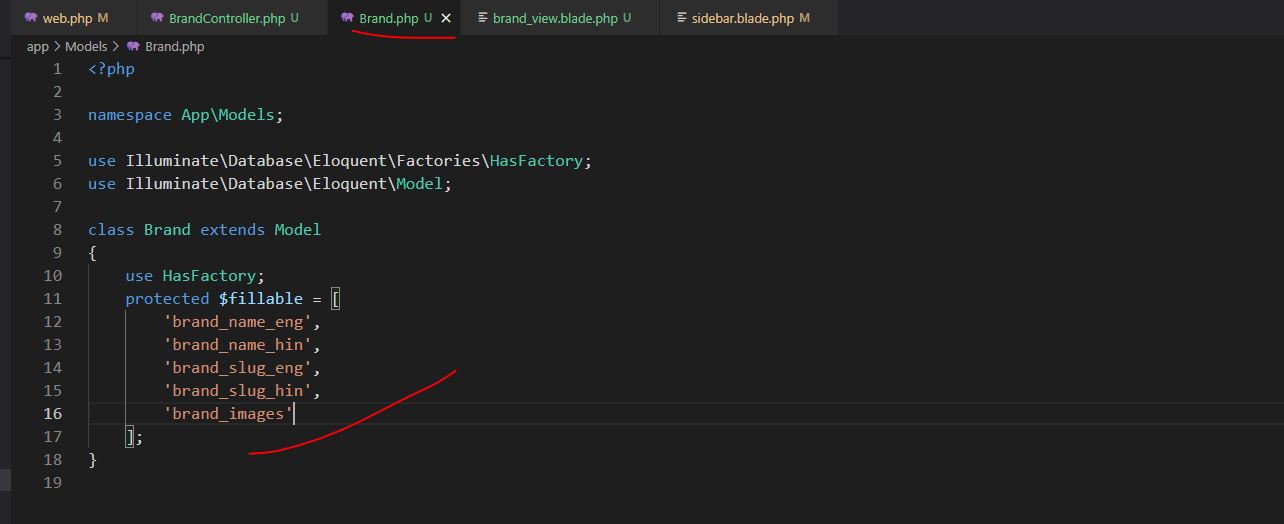 web.php M BrandController.php U Brand.php U × brand_view.blade.php U sidebar.blade.php M
app > Models > Brand.php
1 <?php
2
3 namespace App\Models;
4
5 use Illuminate\Database\Eloquent\Factories\HasFactory;
6 use Illuminate\Database\Eloquent\Model;
7
8 class Brand extends Model
9 {
10 use HasFactory;
11 protected $fillable = [
12 'brand_name_eng',
13 'brand_name_hin',
14 'brand_slug_eng',
15 'brand_slug_hin',
16 'brand_images'
17 ];
18 }
19